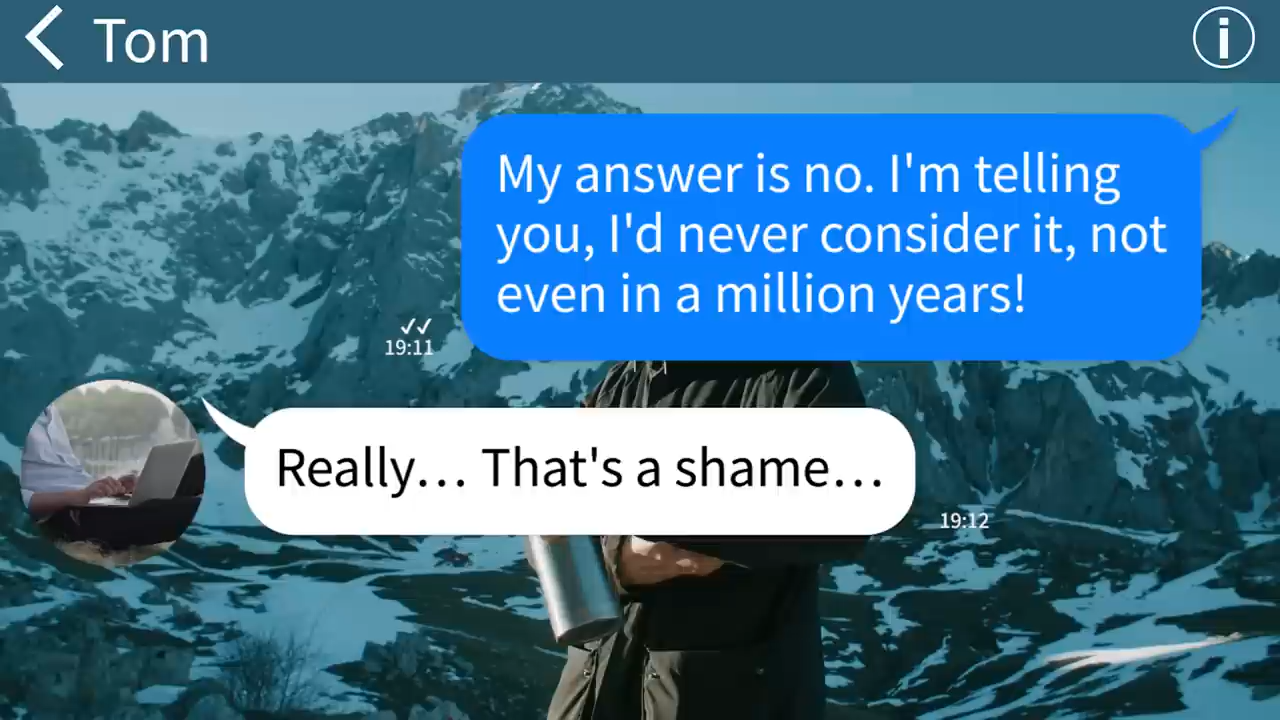 Tom
My answer is no. I'm telling
you, I'd never consider it, not
even in a million years!
19:11
Really... That's a shame...
19:12